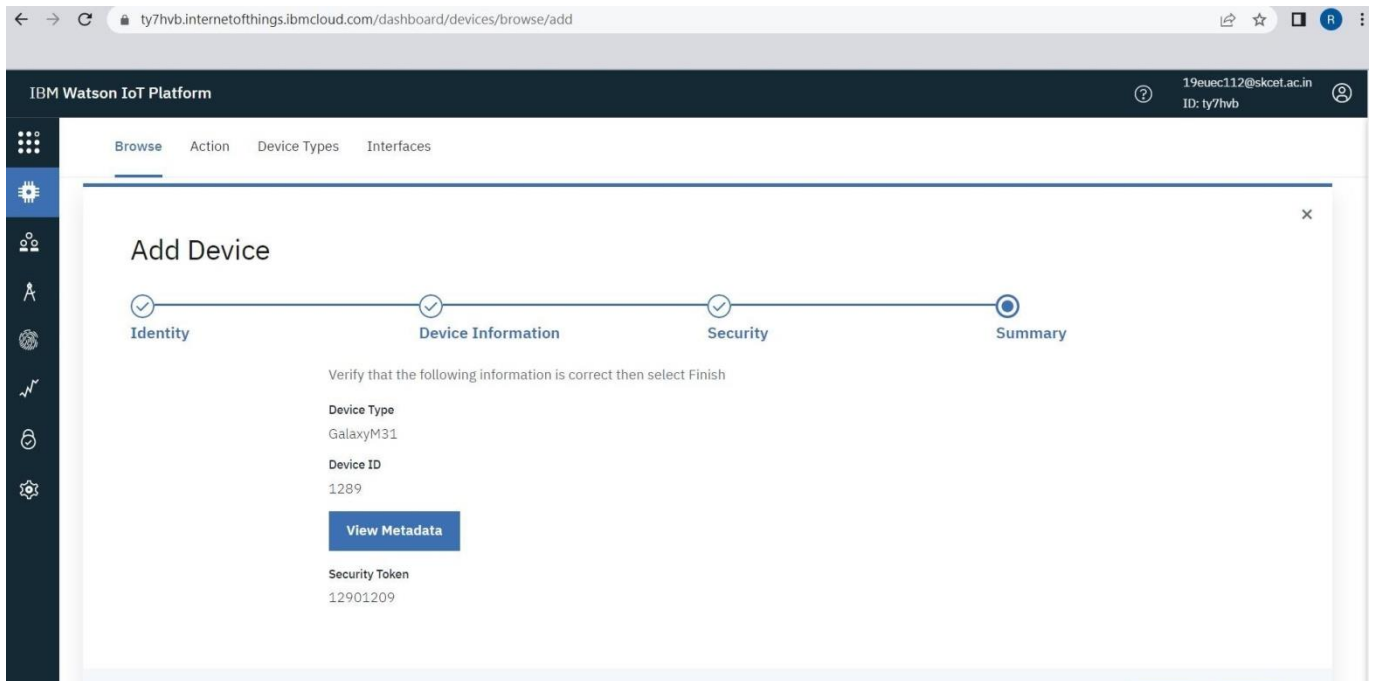 ty7hvb.internetofthings.ibmcloud.com/dashboard/devices/browse/add
R
IBM Watson IoT Platform
19euec112@skcet.ac.in
ID: ty7hvb
Browse Action Device Types Interfaces
Add Device
Identity Device Information Security Summary
Verify that the following information is correct then select Finish
Device Type
GalaxyM31
Device ID
1289
View Metadata
Security Token
12901209